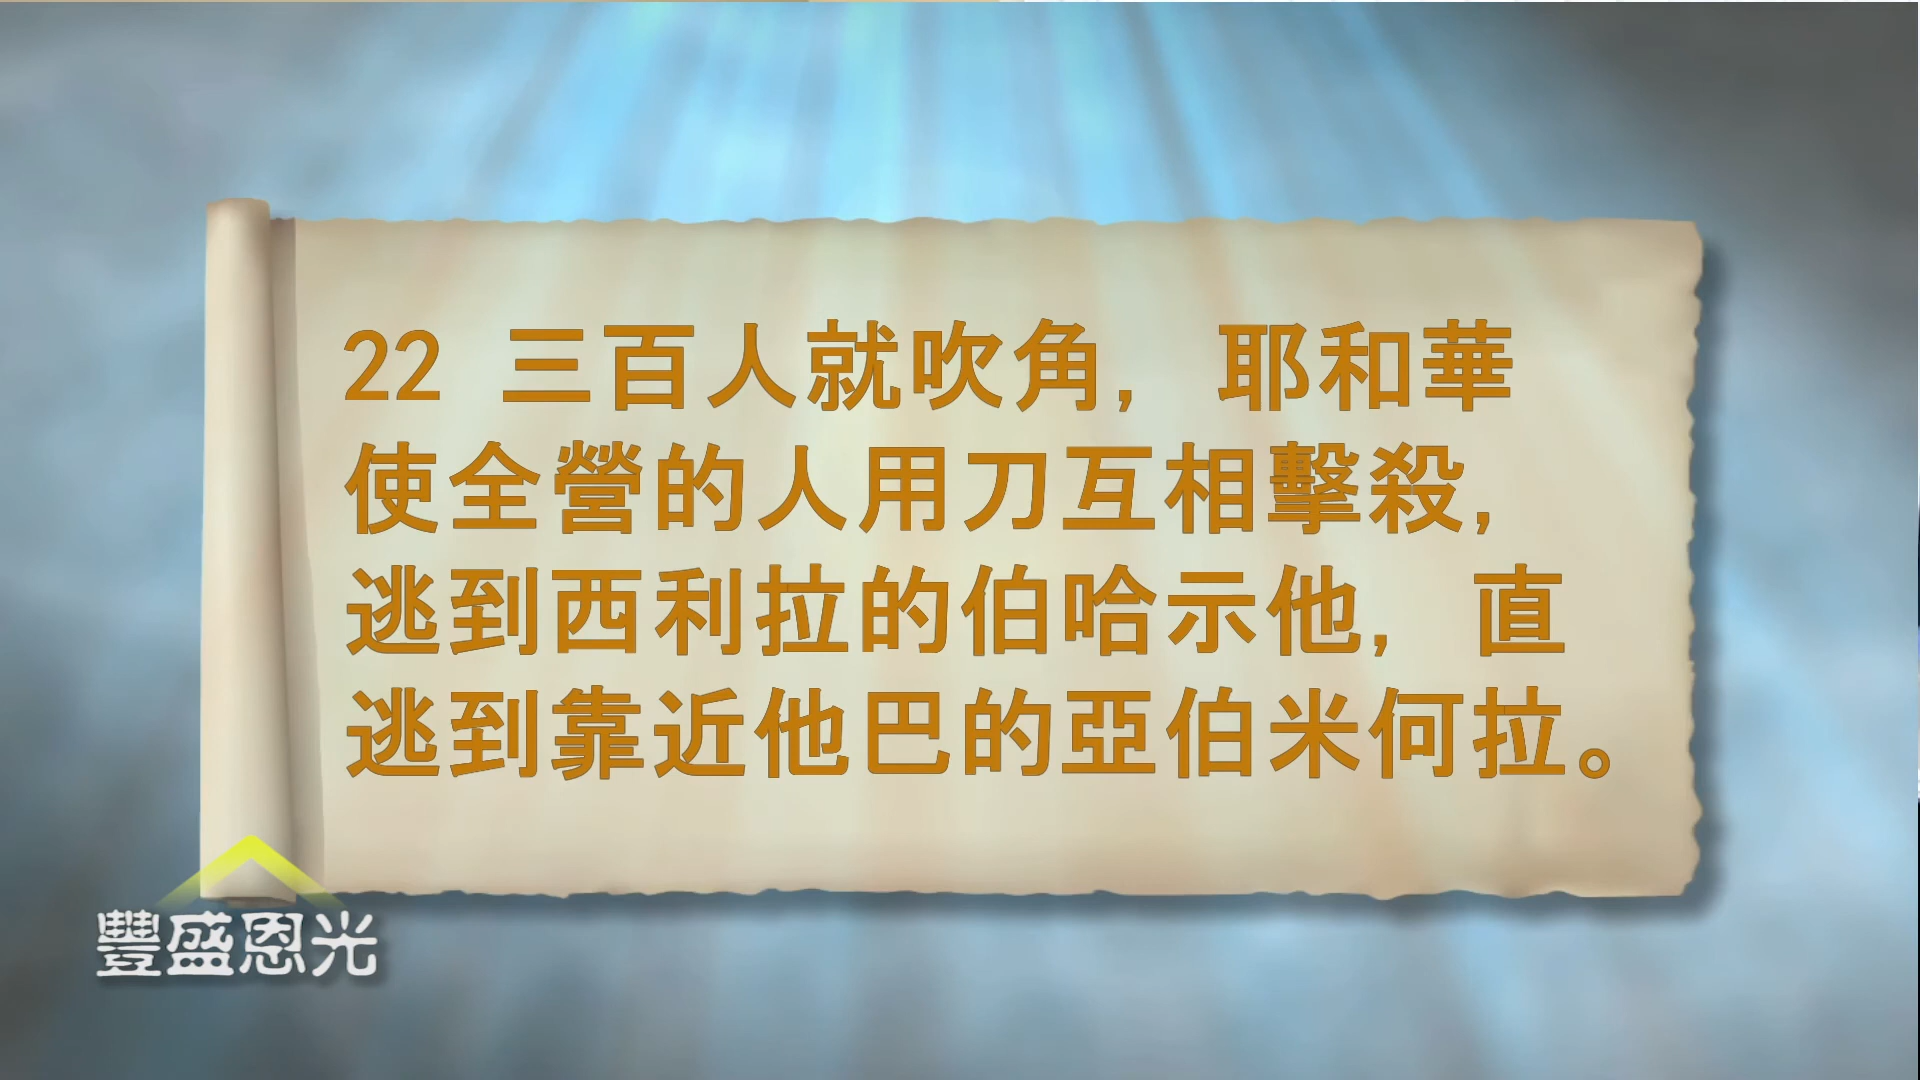 22 三百人就吹角，耶和華
使全營的人用刀互相擊殺，
逃到西利拉的伯哈示他，直
逃到靠近他巴的亞伯米何拉。
豐盛恩光